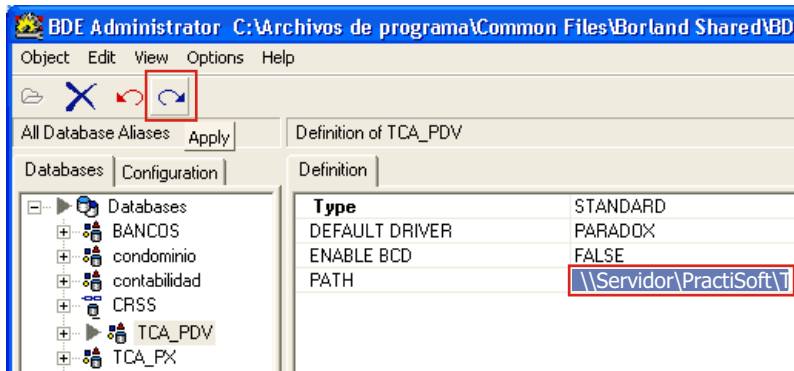 BDE Administrator C:\Archivos de programa\Common Files\Borland Shared\BD
Object Edit View Options Help
All Database Aliases
Apply
Definition of TCA_PDV
Databases
Configuration
Definition
Databases
BANCOS
condominio
contabilidad
CRSS
TCA_PDV
TCA_PX
Type STANDARD
DEFAULT DRIVER PARADOX
ENABLE BCD FALSE
PATH \\Servidor\PractiSoft\T